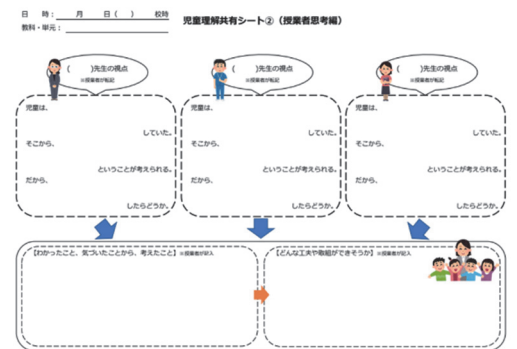 日　時：　　月　　日（　）　　校時
教科・単元：
児童理解共有シート②（授業者思考編）
（　　　）先生の視点
※授業者が転記
児童は、
していた。
そこから、
ということが考えられる。
だから、
したらどうか。
（　　　）先生の視点
※授業者が転記
児童は、
していた。
そこから、
ということが考えられる。
だから、
したらどうか。
（　　　）先生の視点
※授業者が転記
児童は、
していた。
そこから、
ということが考えられる。
だから、
したらどうか。
【わかったこと、気づいたことから、考えたこと】※授業者が記入
【どんな工夫や取組ができそうか】※授業者が記入